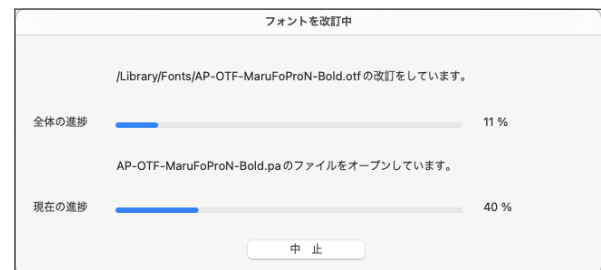 フォントを改訂中
/Library/Fonts/AP-OTF-MaruFoProN-Bold.otf の改訂をしています。
全体の進捗 11 %
AP-OTF-MaruFoProN-Bold.pa のファイルをオープンしています。
現在の進捗 40 %
中 止